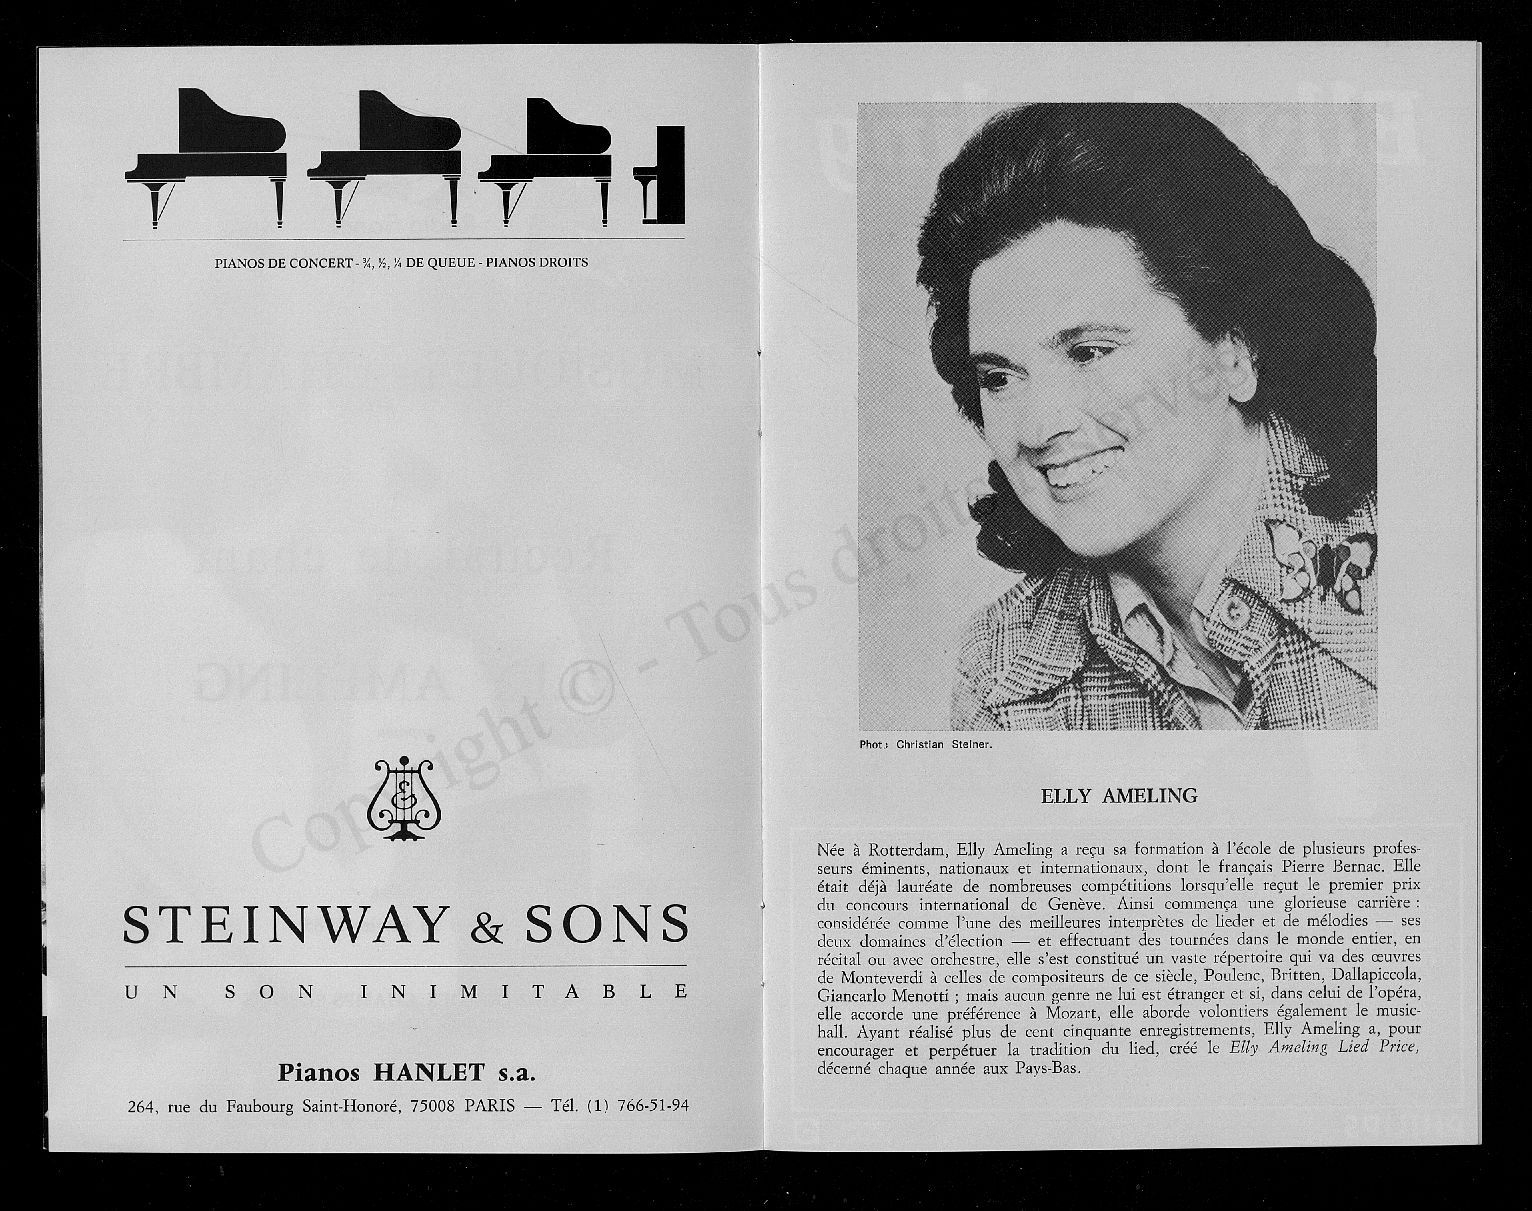 PIANOS DE CONCERT - ¾, ½, ¼ DE QUEUE - PIANOS DROITS
STEINWAY & SONS
UN SON INIMITABLE
Pianos HANLET s.a.
264, rue du Faubourg Saint-Honoré, 75008 PARIS — Tél. (1) 766-51-94
Copyright © - Tous droits réservés
Phot: Christian Steiner.
ELLY AMELING
Née à Rotterdam, Elly Ameling a reçu sa formation à l'école de plusieurs profes-
seurs éminents, nationaux et internationaux, dont le français Pierre Bernac. Elle
était déjà lauréate de nombreuses compétitions lorsqu'elle reçut le premier prix
du concours international de Genève. Ainsi commença une glorieuse carrière :
considérée comme l'une des meilleures interprètes de lieder et de mélodies — ses
deux domaines d'élection — et effectuant des tournées dans le monde entier, en
récital ou avec orchestre, elle s'est constitué un vaste répertoire qui va des œuvres
de Monteverdi à celles de compositeurs de ce siècle, Poulenc, Britten, Dallapiccola,
Giancarlo Menotti ; mais aucun genre ne lui est étranger et si, dans celui de l'opéra,
elle accorde une préférence à Mozart, elle aborde volontiers également le music-
hall. Ayant réalisé plus de cent cinquante enregistrements, Elly Ameling a, pour
encourager et perpétuer la tradition du lied, créé le Elly Ameling Lied Price,
décerné chaque année aux Pays-Bas.